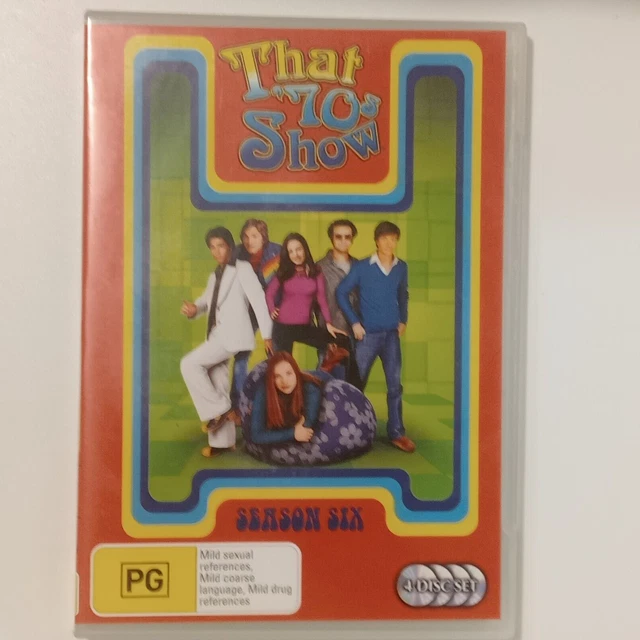 That
'70s
Show
SEASON SIX
PG
Mild sexual
references,
Mild coarse
language, Mild drug
references
4-DISC SET